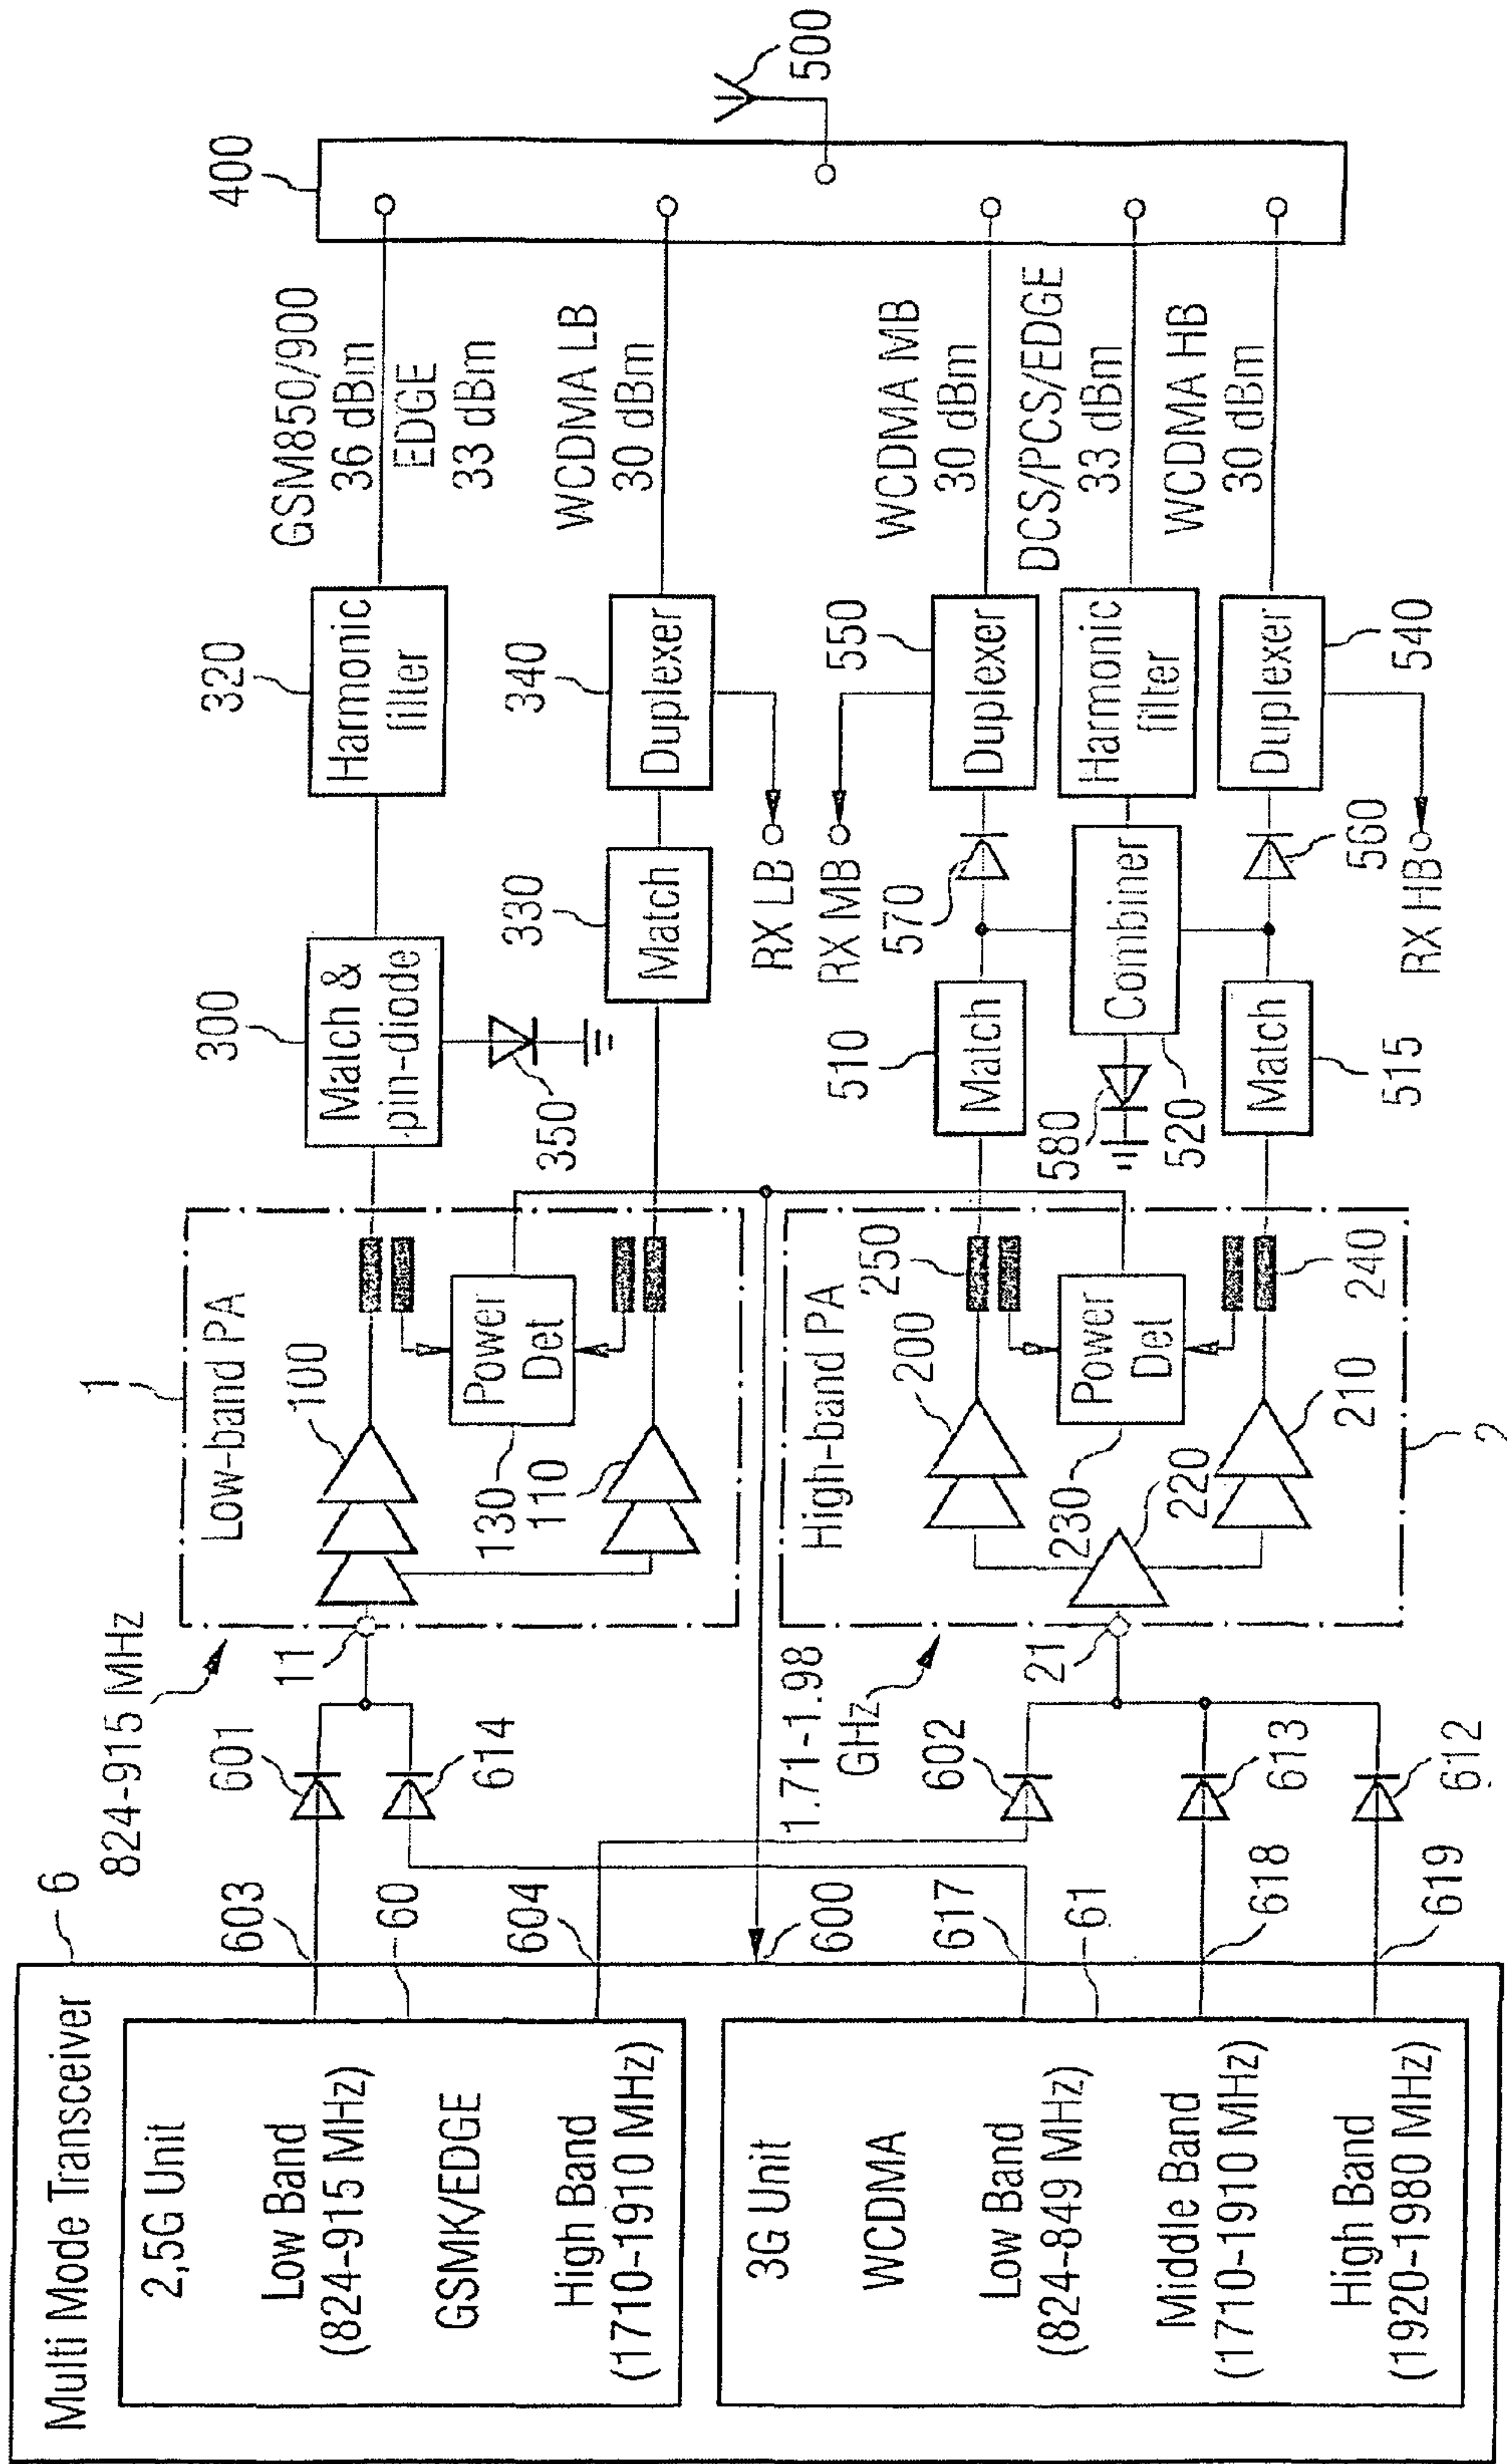 Multi Mode Transceiver
6
2,5G Unit
Low Band
(824-915 MHz)
GSMK/EDGE
High Band
(1710-1910 MHz)
3G Unit
WCDMA
Low Band
(824-849 MHz)
Middle Band
(1710-1910 MHz)
High Band
(1920-1980 MHz)
603
60
604
600
617
61
618
619
824-915 MHz
601
614
1.71-1.98
GHz
602
613
612
11
21
1
Low-band PA
100
130
110
Power
Det
High-band PA
200
250
230
220
Power
Det
210
240
2
300
Match &
pin-diode
350
330
Match
510
Match
580
520
Combiner
515
Match
320
Harmonic
filter
340
Duplexer
RX LB
RX MB
570
550
Duplexer
Harmonic
filter
Duplexer
560
540
RX HB
GSM850/900
36 dBm
EDGE
33 dBm
WCDMA LB
30 dBm
WCDMA MB
30 dBm
DCS/PCS/EDGE
33 dBm
WCDMA HB
30 dBm
400
500